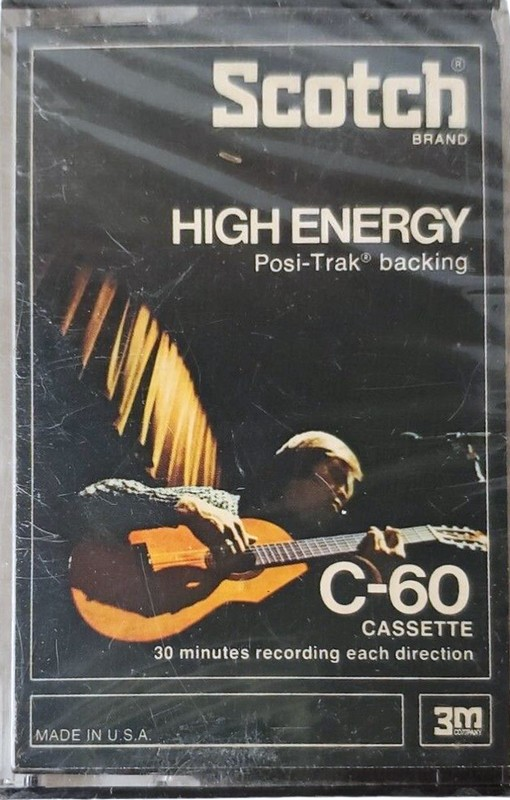 Scotch®
BRAND
HIGH ENERGY
Posi-Trak® backing
C-60
CASSETTE
30 minutes recording each direction
MADE IN U.S.A.
3M
COMPANY